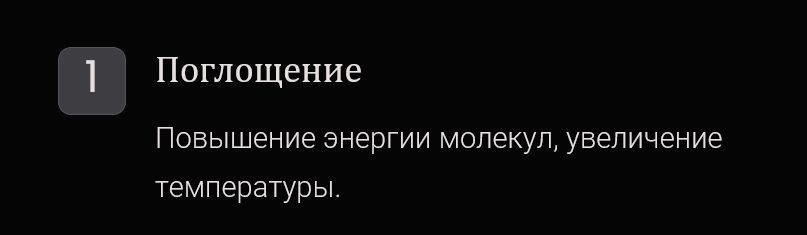 1
Поглощение
Повышение энергии молекул, увеличение
температуры.